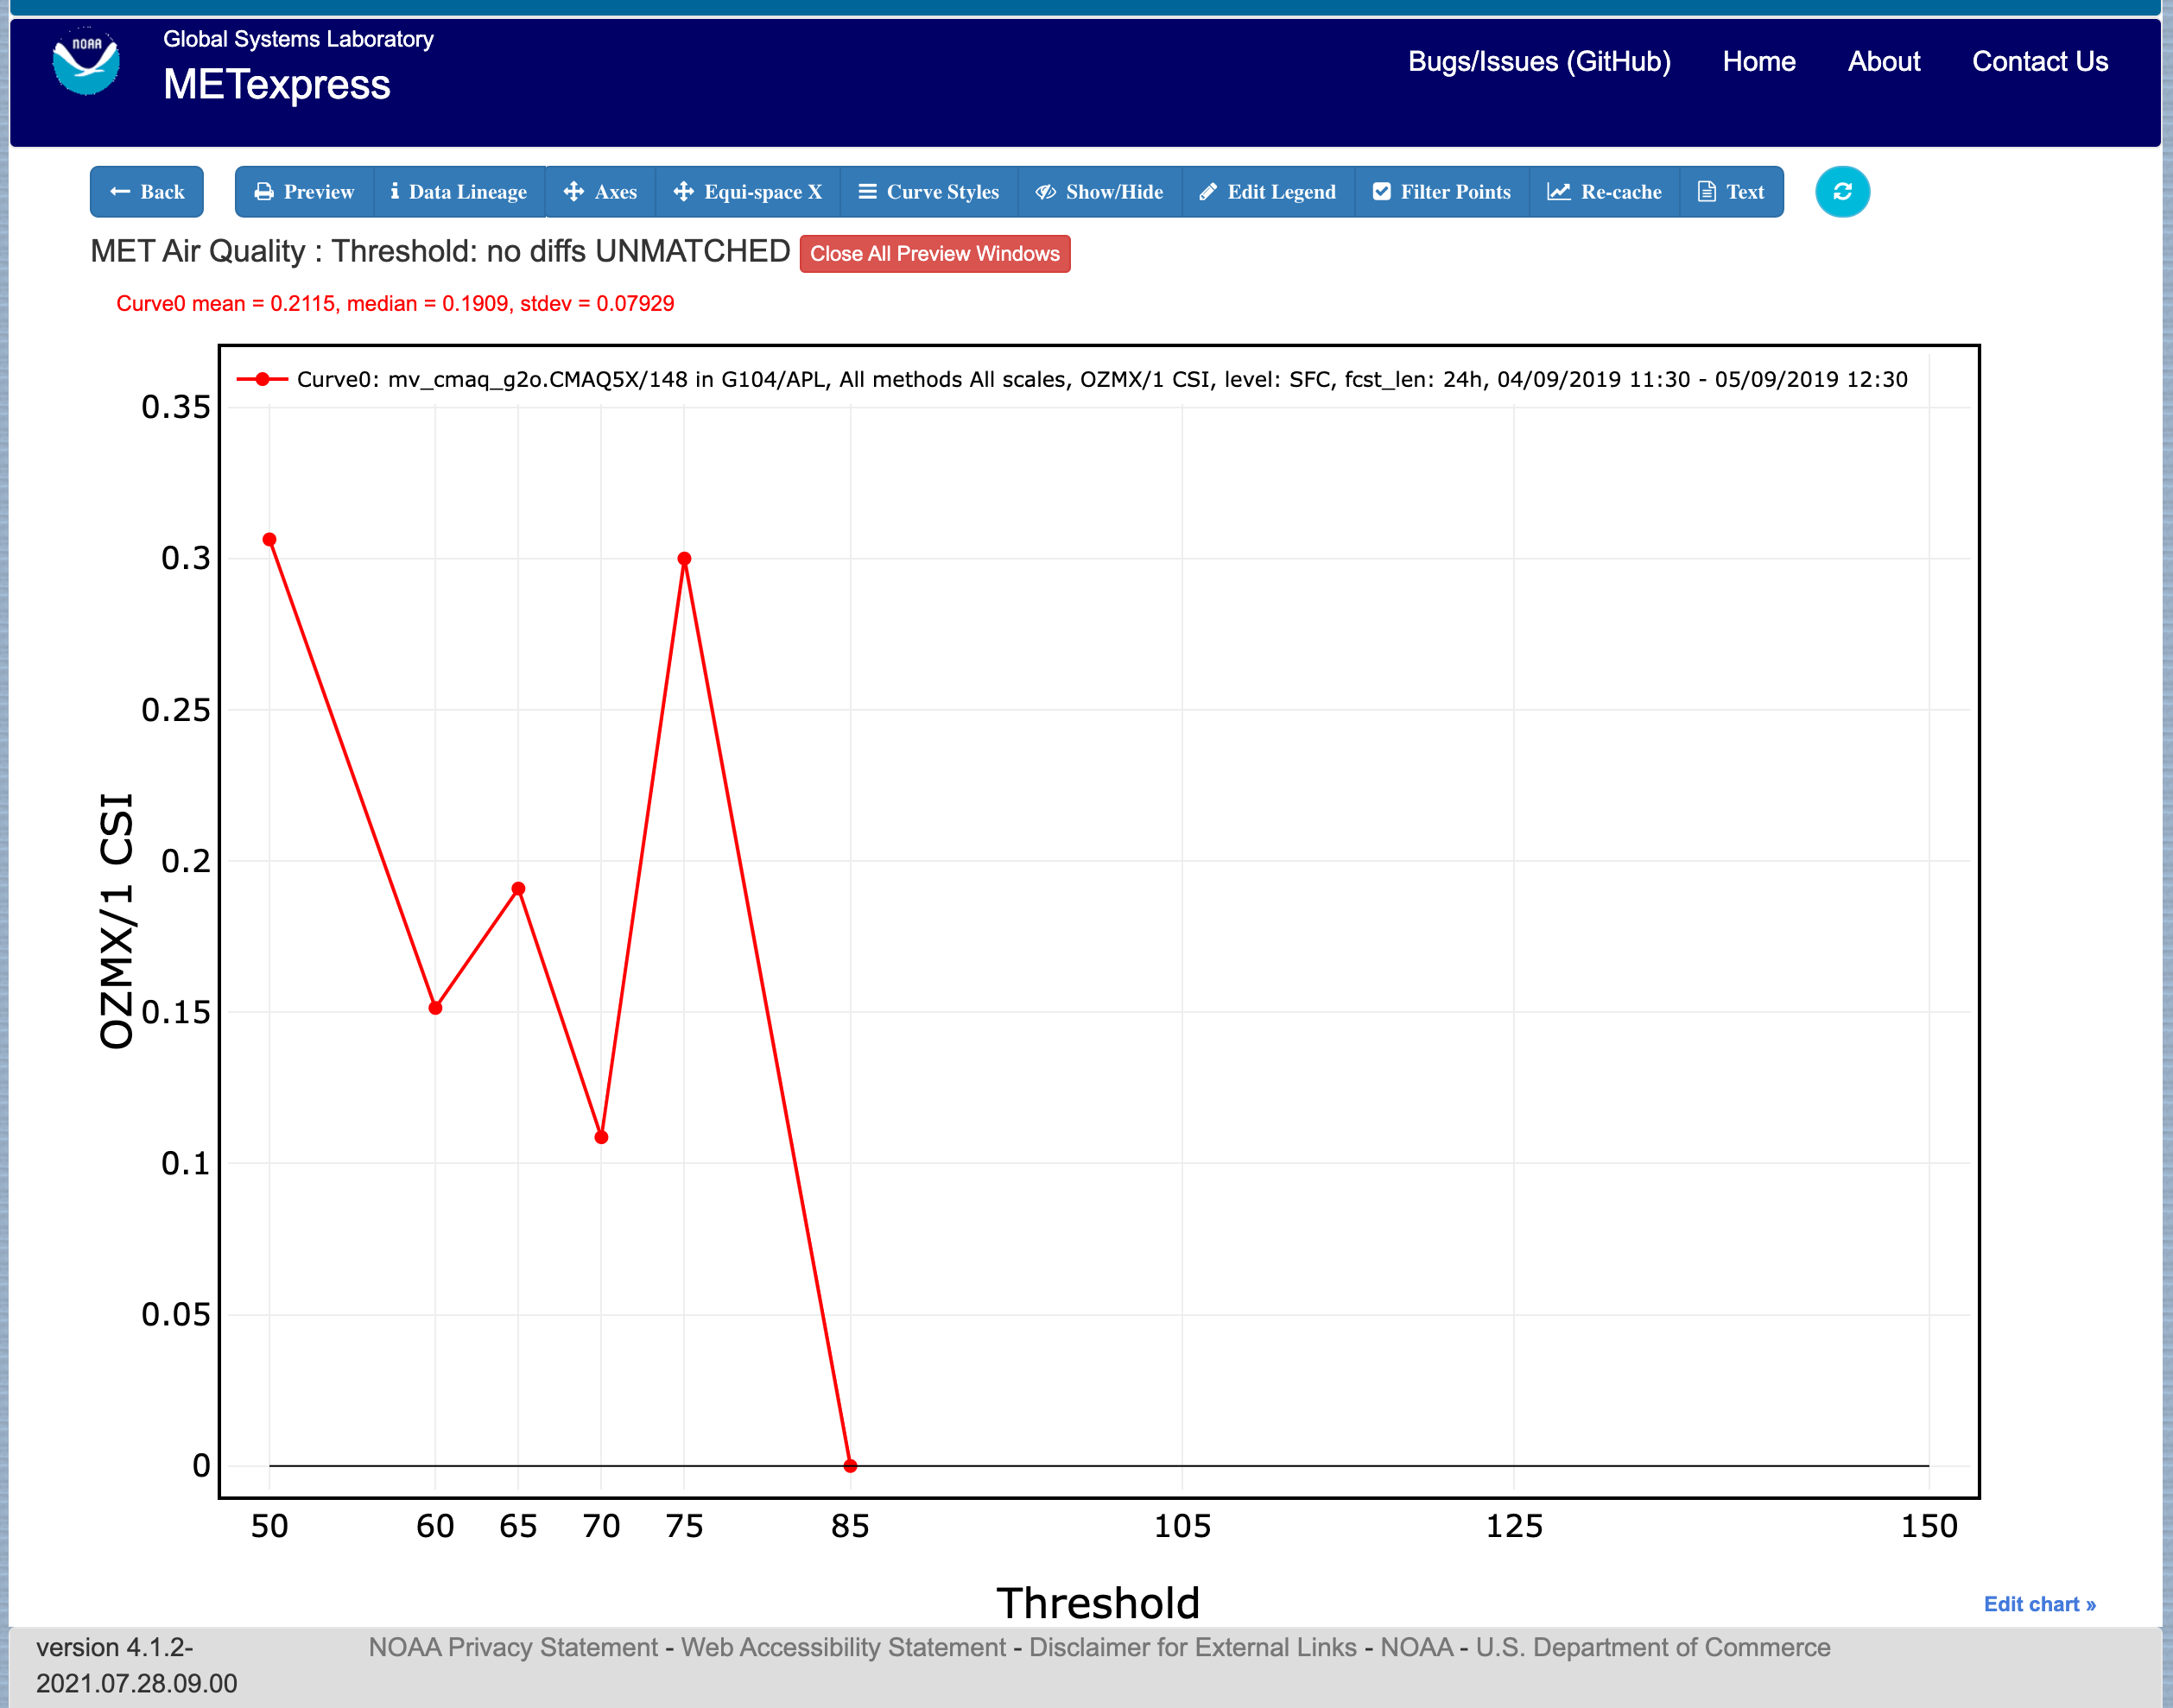 NOAA
Global Systems Laboratory
METexpress
Bugs/Issues (GitHub) Home About Contact Us
Back Preview Data Lineage Axes Equi-space X Curve Styles Show/Hide Edit Legend Filter Points Re-cache Text
MET Air Quality : Threshold: no diffs UNMATCHED Close All Preview Windows
Curve0 mean = 0.2115, median = 0.1909, stdev = 0.07929
Curve0: mv_cmaq_g2o.CMAQ5X/148 in G104/APL, All methods All scales, OZMX/1 CSI, level: SFC, fcst_len: 24h, 04/09/2019 11:30 - 05/09/2019 12:30
0.35
0.3
0.25
0.2
0.15
0.1
0.05
0
OZMX/1 CSI
50 60 65 70 75 85 105 125 150
Threshold
Edit chart »
version 4.1.2-
2021.07.28.09.00
NOAA Privacy Statement - Web Accessibility Statement - Disclaimer for External Links - NOAA - U.S. Department of Commerce